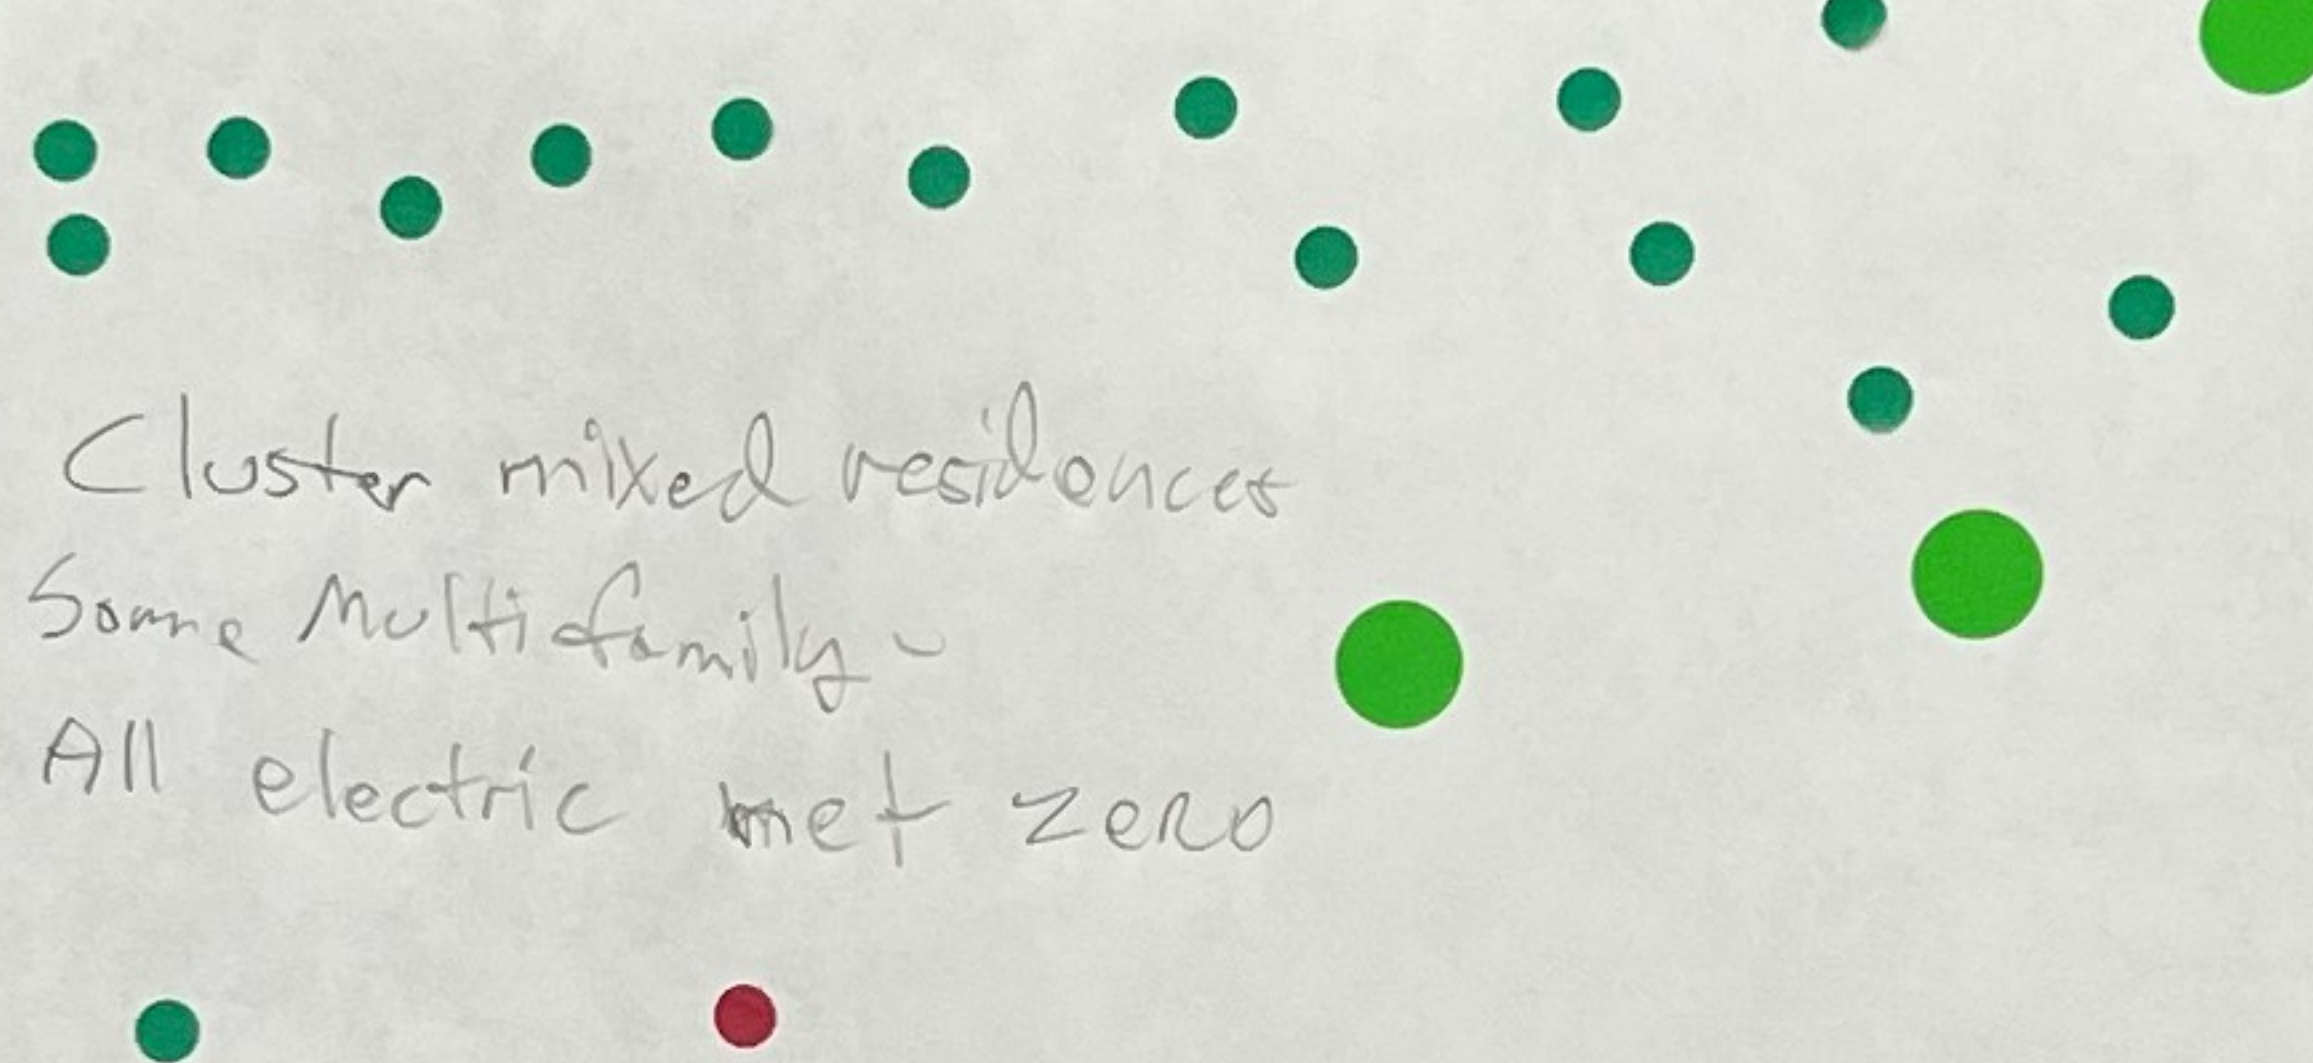 Cluster mixed residences
Some Multifamily -
All electric net zero